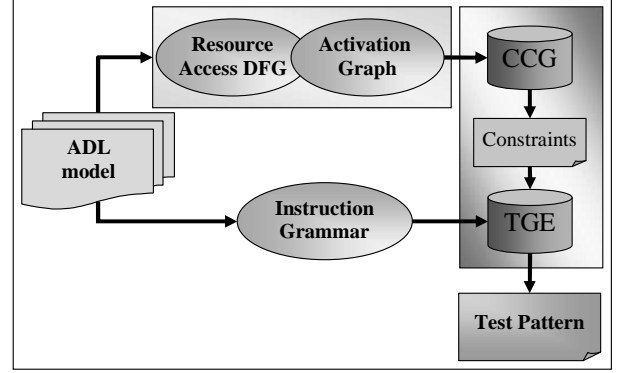 Resource
Access DFG
Activation
Graph
CCG
ADL
model
Constraints
Instruction
Grammar
TGE
Test Pattern